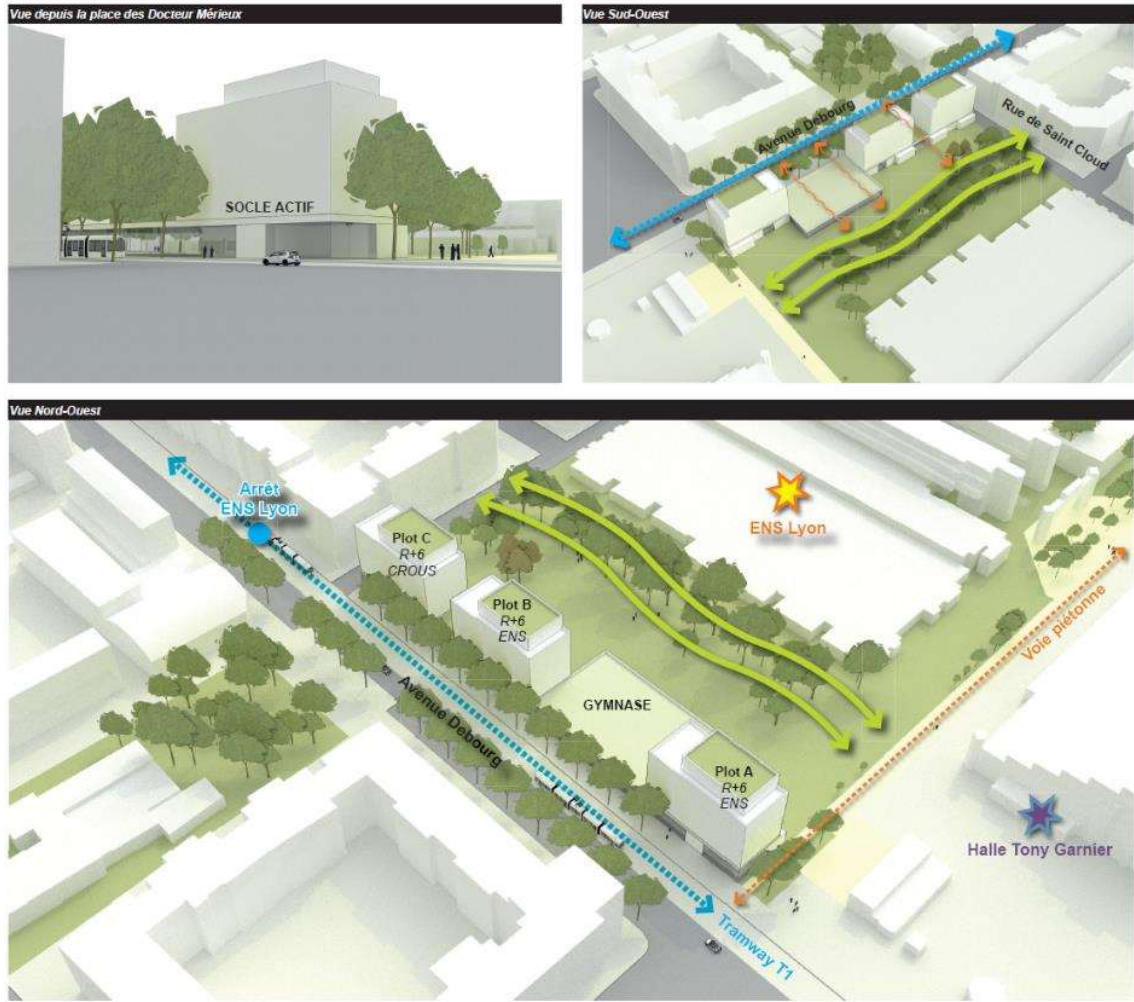 Vue depuis la place des Docteur Mérieux
SOCLE ACTIF
Vue Sud-Ouest
Avenue Debourg
Rue de Saint Cloud
Vue Nord-Ouest
Arrêt
ENS Lyon
Plot C
R+6
CROUS
Plot B
R+6
ENS
GYMNASE
Plot A
R+6
ENS
Avenue Debourg
Tramway T1
ENS Lyon
Voie piétonne
Halle Tony Garnier